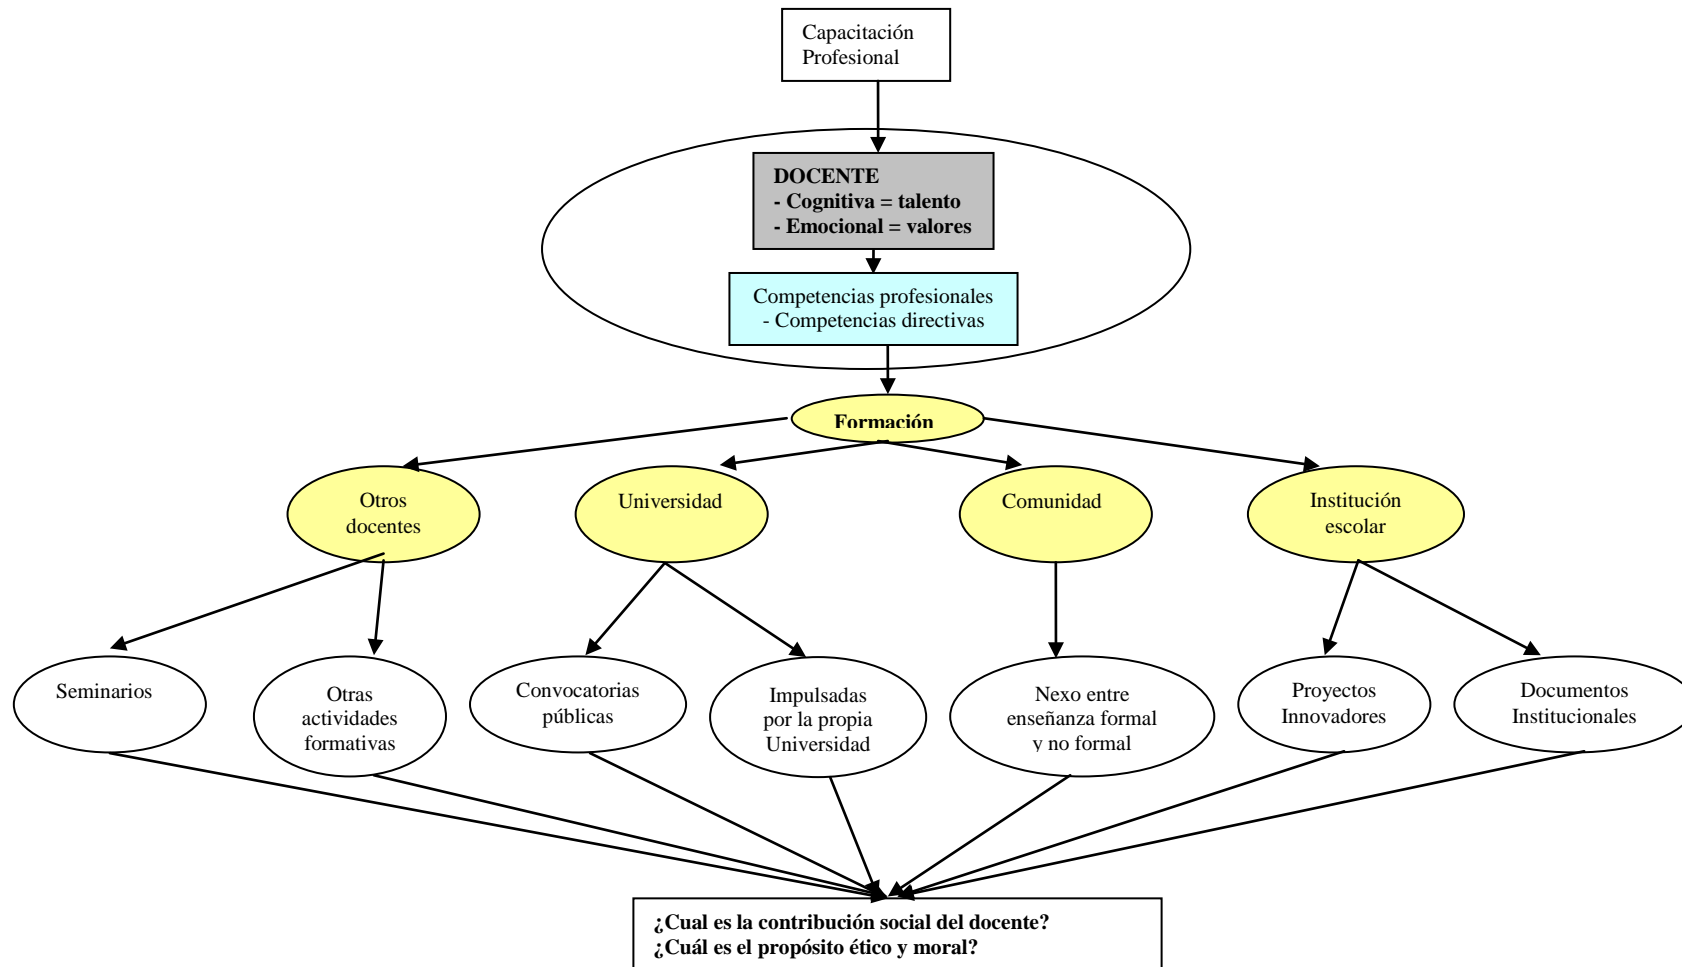 Capacitación
Profesional
DOCENTE
- Cognitiva = talento
- Emocional = valores
Competencias profesionales
- Competencias directivas
Formación
Otros
docentes
Universidad
Comunidad
Institución
escolar
Seminarios
Otras
actividades
formativas
Convocatorias
públicas
Impulsadas
por la propia
Universidad
Nexo entre
enseñanza formal
y no formal
Proyectos
Innovadores
Documentos
Institucionales
¿Cual es la contribución social del docente?
¿Cuál es el propósito ético y moral?